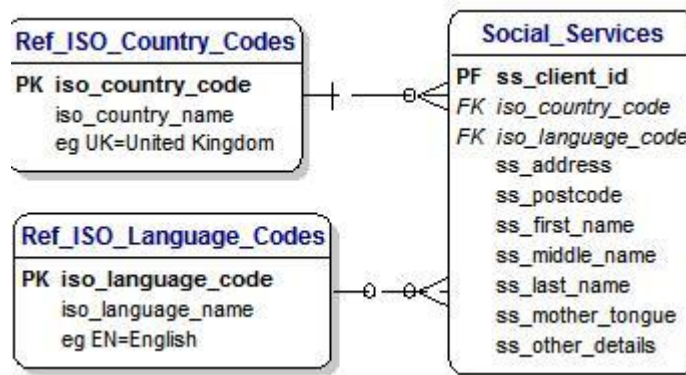 Ref_ISO_Country_Codes
PK iso_country_code
iso_country_name
eg UK=United Kingdom
Ref_ISO_Language_Codes
PK iso_language_code
iso_language_name
eg EN=English
Social_Services
PF ss_client_id
FK iso_country_code
FK iso_language_code
ss_address
ss_postcode
ss_first_name
ss_middle_name
ss_last_name
ss_mother_tongue
ss_other_details